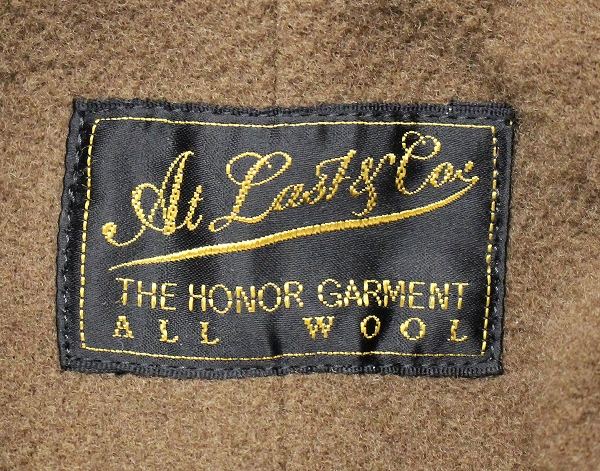 At Last & Co.
THE HONOR GARMENT
ALL WOOL